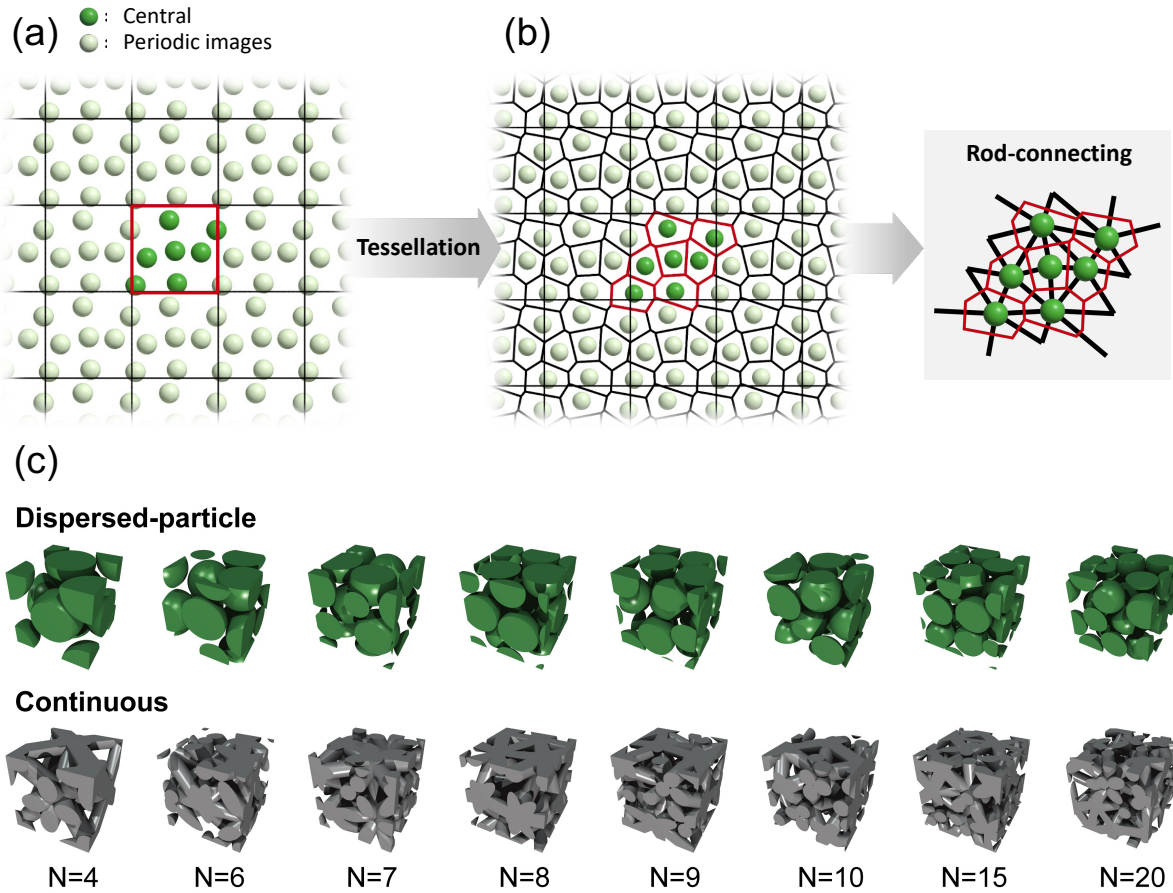 (a)
: Central
: Periodic images
(b)
Tessellation
Rod-connecting
(c)
Dispersed-particle
Continuous
N=4 N=6 N=7 N=8 N=9 N=10 N=15 N=20